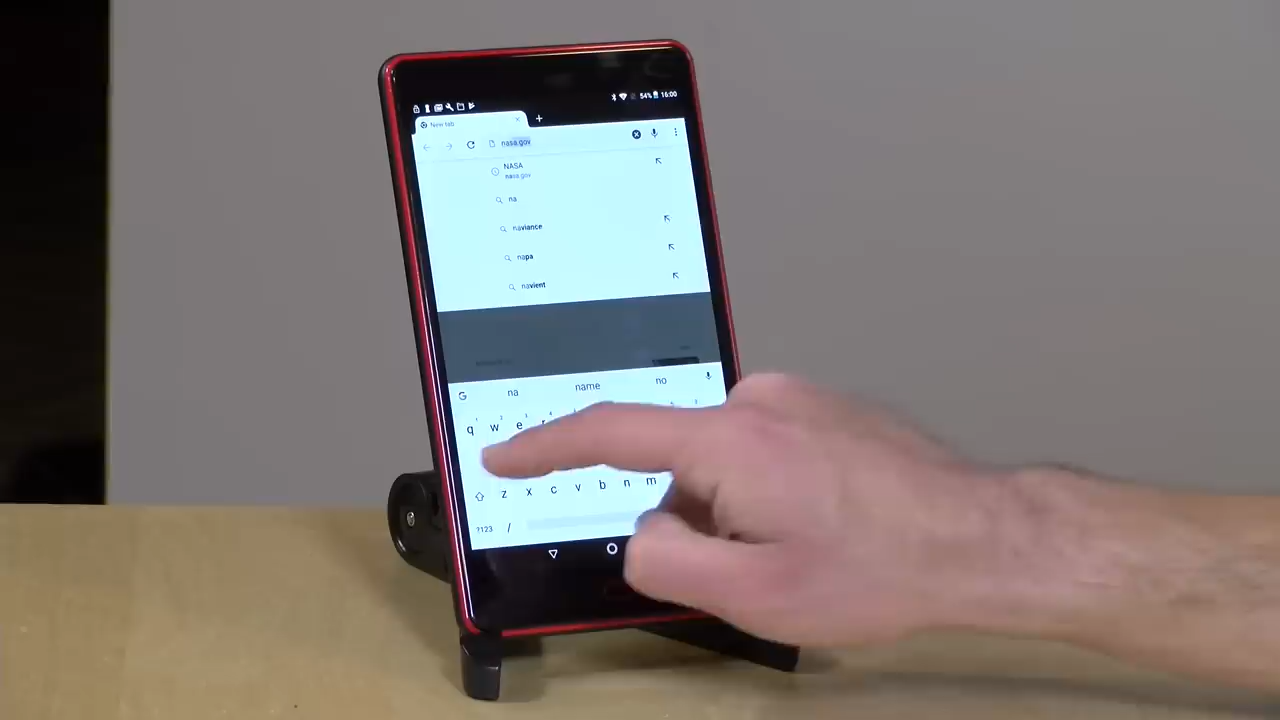 54% 16:00
New tab
nasa.gov
NASA
nasa.gov
na
naviance
napa
navient
G na name no
q w e r
z x c v b n m
?123 /